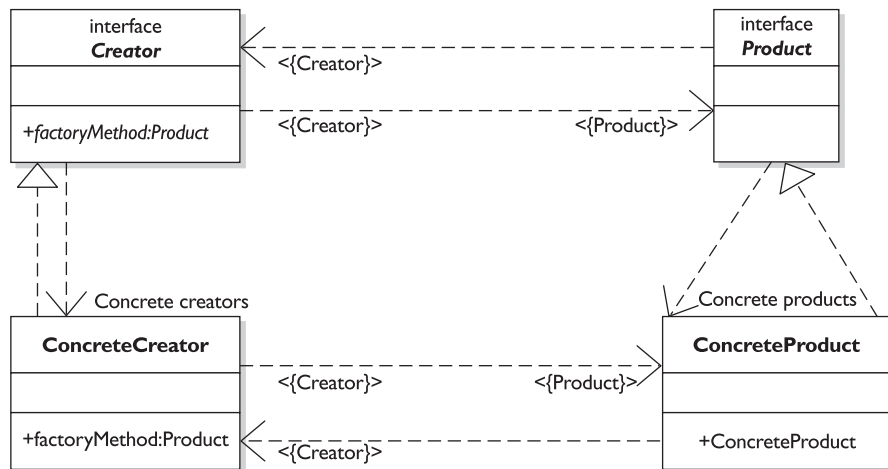 interface
Creator
+factoryMethod:Product
interface
Product
<{Creator}>
<{Creator}>
<{Product}>
Concrete creators
Concrete products
ConcreteCreator
+factoryMethod:Product
ConcreteProduct
+ConcreteProduct
<{Creator}>
<{Product}>
<{Creator}>